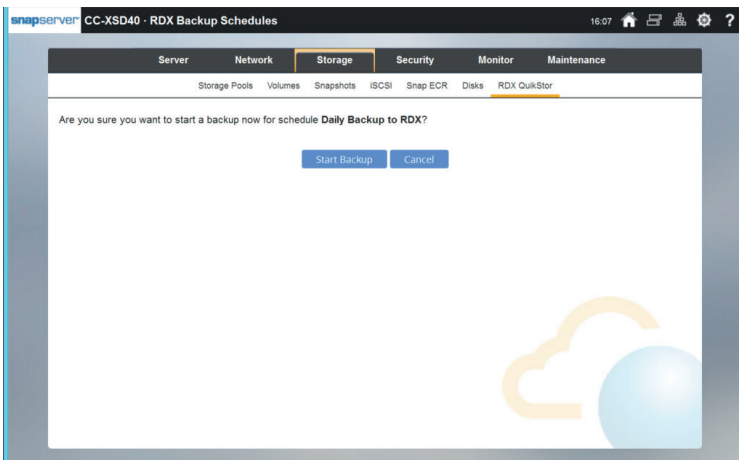 snapserver™ CC-XSD40 · RDX Backup Schedules 16:07 ?
Server Network Storage Security Monitor Maintenance
Storage Pools Volumes Snapshots iSCSI Snap ECR Disks RDX QuikStor
Are you sure you want to start a backup now for schedule Daily Backup to RDX?
Start Backup Cancel